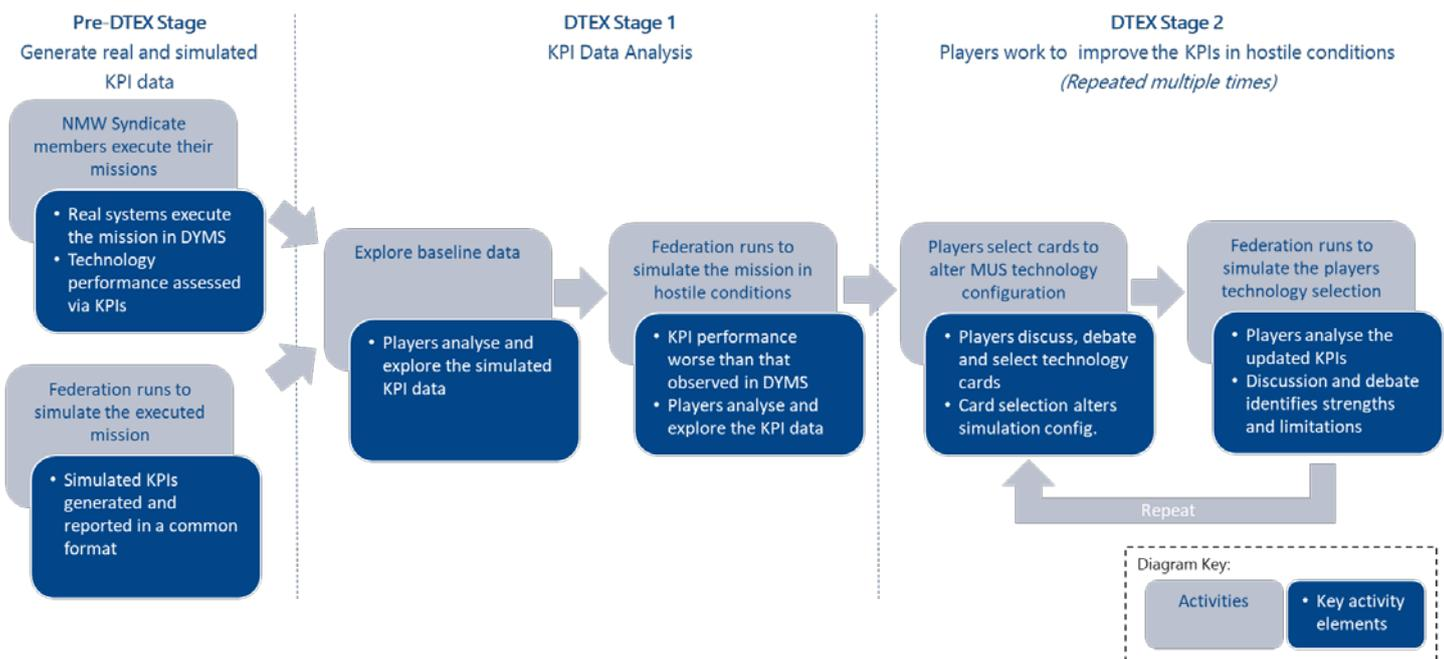 Pre-DTEX Stage
Generate real and simulated
KPI data
NMW Syndicate
members execute their
missions
• Real systems execute
the mission in DYMS
• Technology
performance assessed
via KPIs
Federation runs to
simulate the executed
mission
• Simulated KPIs
generated and
reported in a common
format
DTEX Stage 1
KPI Data Analysis
Explore baseline data
• Players analyse and
explore the simulated
KPI data
Federation runs to
simulate the mission in
hostile conditions
• KPI performance
worse than that
observed in DYMS
• Players analyse and
explore the KPI data
DTEX Stage 2
Players work to improve the KPIs in hostile conditions
(Repeated multiple times)
Players select cards to
alter MUS technology
configuration
• Players discuss, debate
and select technology
cards
• Card selection alters
simulation config.
Federation runs to
simulate the players
technology selection
• Players analyse the
updated KPIs
• Discussion and debate
identifies strengths
and limitations
Repeat
Diagram Key:
Activities
• Key activity
elements